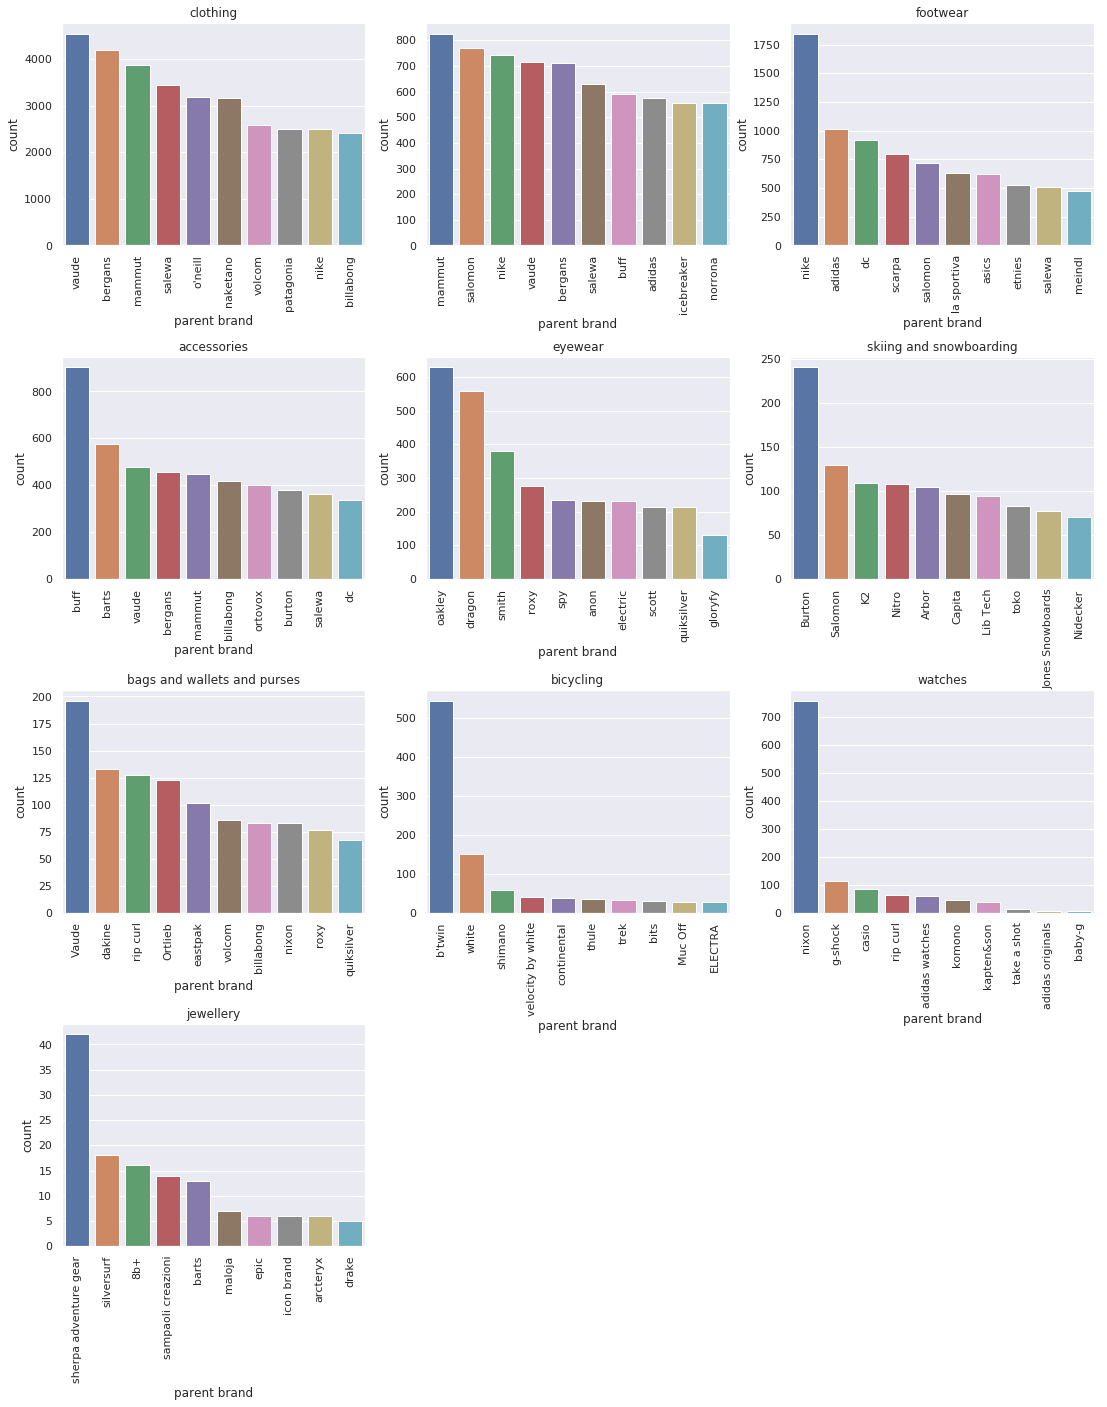 clothing
count
4000
3000
2000
1000
0
vaude
bergans
mammut
salewa
o'neill
naketano
volcom
patagonia
nike
billabong
parent brand
count
800
700
600
500
400
300
200
100
0
mammut
salomon
nike
vaude
bergans
salewa
buff
adidas
icebreaker
norrona
parent brand
footwear
count
1750
1500
1250
1000
750
500
250
0
nike
adidas
dc
scarpa
salomon
la sportiva
asics
etnies
salewa
meindl
parent brand
accessories
count
800
600
400
200
0
buff
barts
vaude
bergans
mammut
billabong
ortovox
burton
salewa
dc
parent brand
eyewear
count
600
500
400
300
200
100
0
oakley
dragon
smith
roxy
spy
anon
electric
scott
quiksilver
gloryfy
parent brand
skiing and snowboarding
count
250
200
150
100
50
0
Burton
Salomon
K2
Nitro
Arbor
Capita
Lib Tech
toko
Jones Snowboards
Nidecker
bags and wallets and purses
count
200
175
150
125
100
75
50
25
0
Vaude
dakine
rip curl
Ortlieb
eastpak
volcom
billabong
nixon
roxy
quiksilver
parent brand
bicycling
count
500
400
300
200
100
0
b'twin
white
shimano
velocity by white
continental
thule
trek
bits
Muc Off
ELECTRA
parent brand
watches
count
700
600
500
400
300
200
100
0
nixon
g-shock
casio
rip curl
adidas watches
komono
kapten&son
take a shot
adidas originals
baby-g
parent brand
jewellery
count
40
35
30
25
20
15
10
5
0
sherpa adventure gear
silversurf
8b+
sampaoli creazioni
barts
maloja
epic
icon brand
arcteryx
drake
parent brand